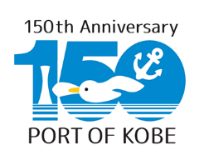 150th Anniversary
150
PORT OF KOBE